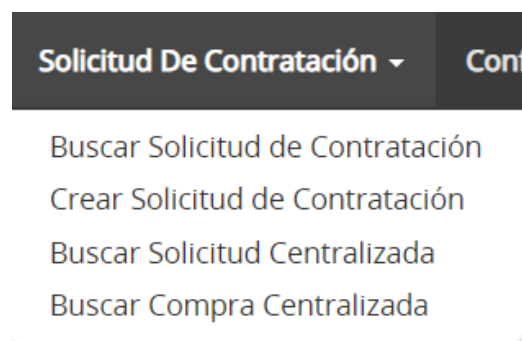 Solicitud De Contratación
Buscar Solicitud de Contratación
Crear Solicitud de Contratación
Buscar Solicitud Centralizada
Buscar Compra Centralizada